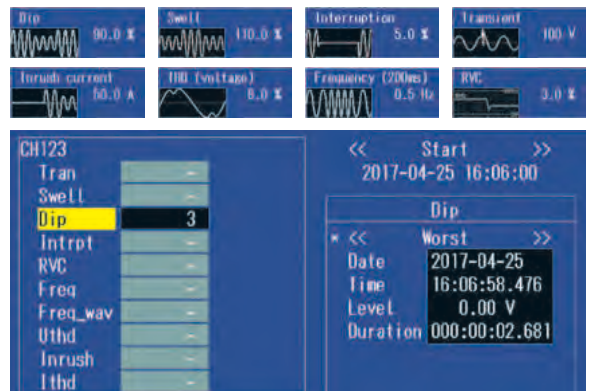 Dip
90.0 %
Swell
110.0 %
Interruption
5.0 %
Transient
100 V
Inrush current
50.0 A
THD (voltage)
8.0 %
Frequency (200ms)
0.5 Hz
RVC
3.0 %
CH123
Tran -
Swell -
Dip 3
Intrpt -
RVC -
Freq -
Freq_wav -
Uthd -
Inrush -
Ithd -
<< Start >>
2017-04-25 16:06:00
Dip
* << Worst >>
Date 2017-04-25
Time 16:06:58.476
Level 0.00 V
Duration 000:00:02.681